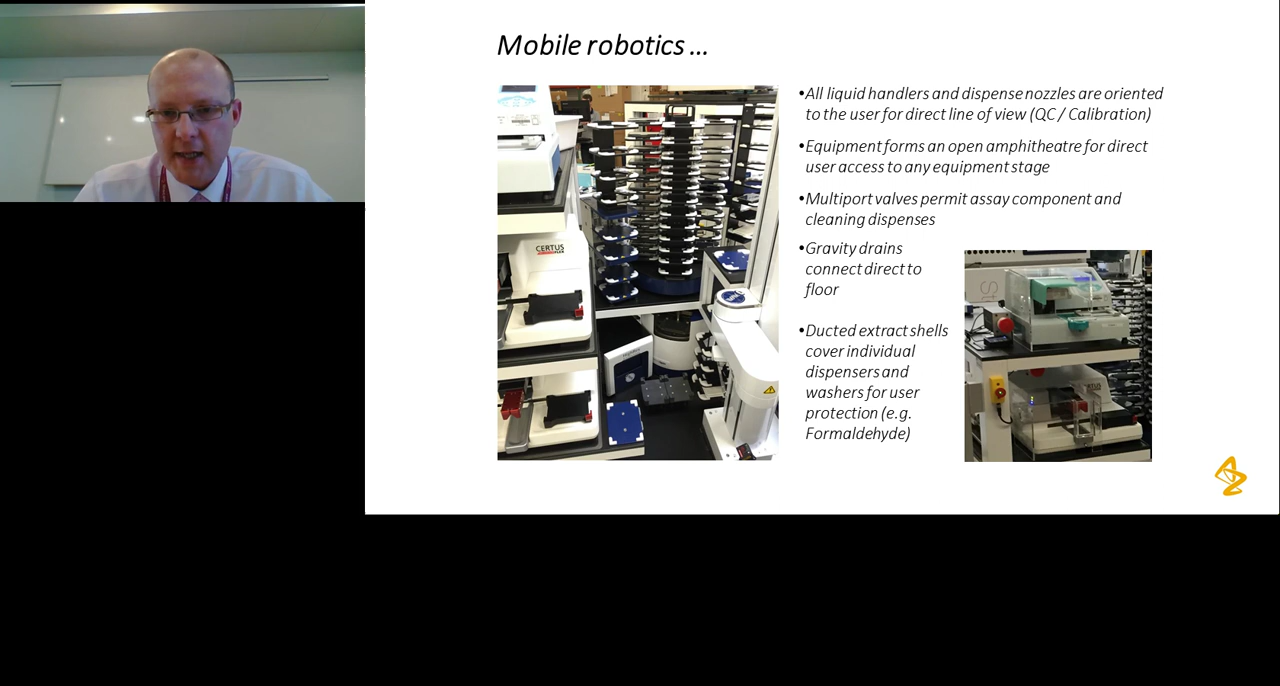 Mobile robotics ...
•All liquid handlers and dispense nozzles are oriented
to the user for direct line of view (QC / Calibration)
•Equipment forms an open amphitheatre for direct
user access to any equipment stage
•Multiport valves permit assay component and
cleaning dispenses
•Gravity drains
connect direct to
floor
•Ducted extract shells
cover individual
dispensers and
washers for user
protection (e.g.
Formaldehyde)
CERTUS
CERTUS